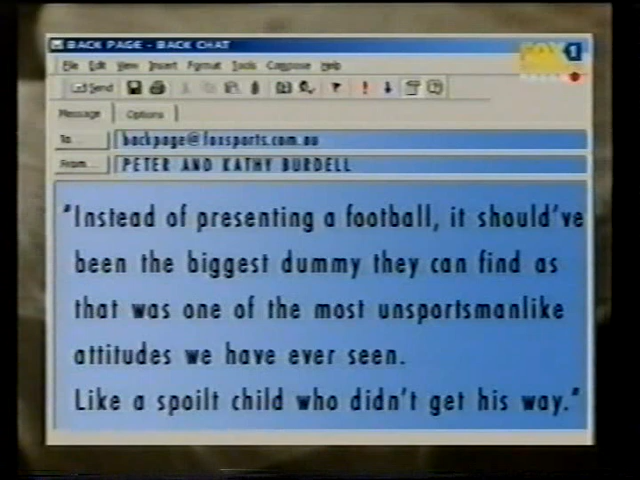 BACK PAGE - BACK CHAT
FOX 1
File Edit View Insert Format Tools Compose Help
Send
Message Options
To... backpage@foxsports.com.au
From... PETER AND KATHY BURDELL
"Instead of presenting a football, it should've
been the biggest dummy they can find as
that was one of the most unsportsmanlike
attitudes we have ever seen.
Like a spoilt child who didn't get his way."